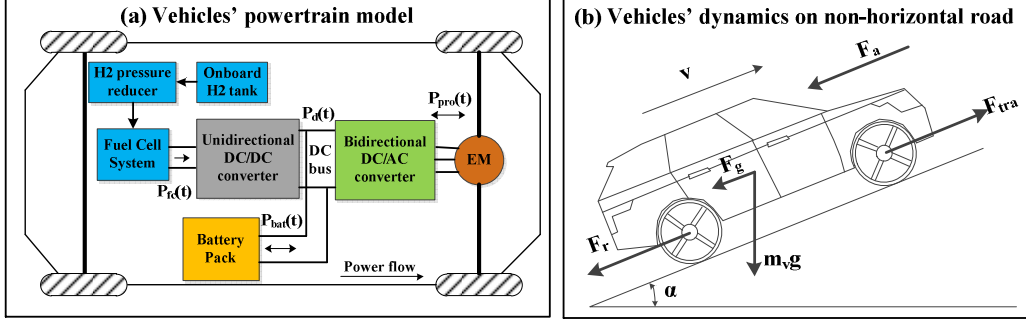 (a) Vehicles' powertrain model
H2 pressure
reducer
Onboard
H2 tank
Fuel Cell
System
Pfc(t)
Unidirectional
DC/DC
converter
Pd(t)
DC
bus
Bidirectional
DC/AC
converter
Ppro(t)
EM
Pbat(t)
Battery
Pack
Power flow
(b) Vehicles' dynamics on non-horizontal road
Fa
v
Ftra
Fg
Fr
mvg
α